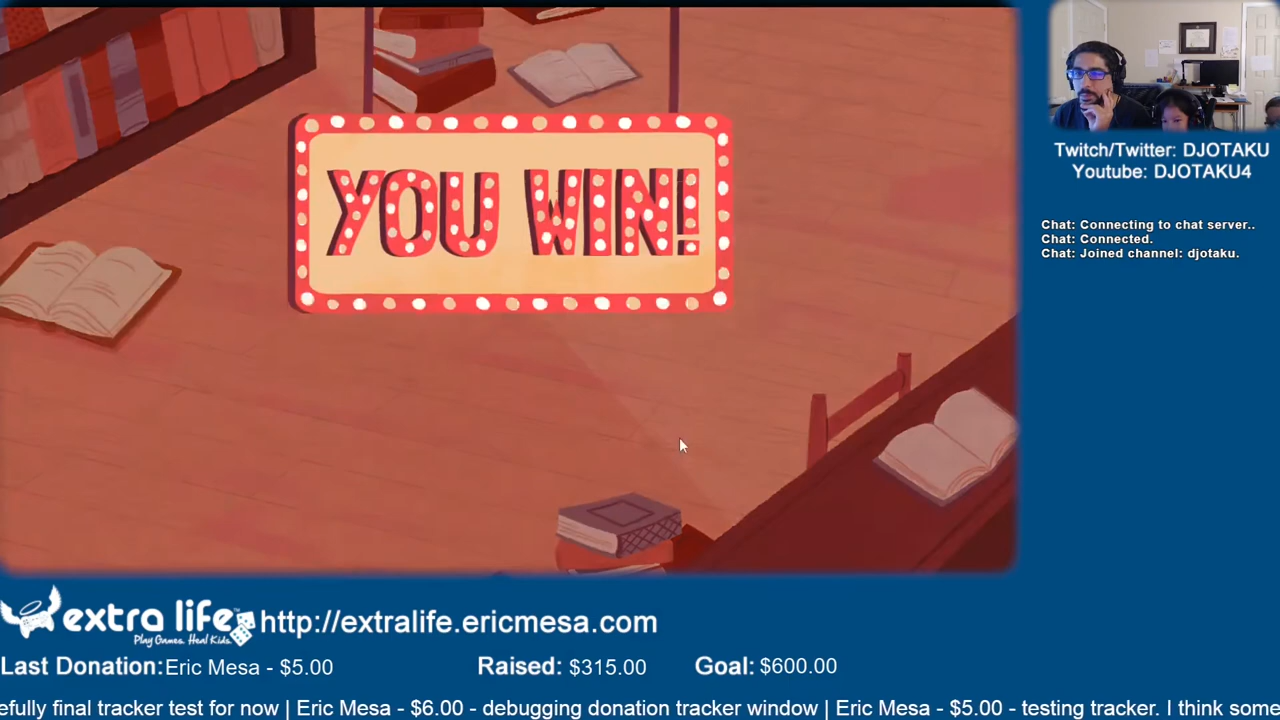 YOU WIN!
Twitch/Twitter: DJOTAKU
Youtube: DJOTAKU4
Chat: Connecting to chat server..
Chat: Connected.
Chat: Joined channel: djotaku.
extra life
Play Games. Heal Kids.
http://extralife.ericmesa.com
Last Donation: Eric Mesa - $5.00 Raised: $315.00 Goal: $600.00
efully final tracker test for now | Eric Mesa - $6.00 - debugging donation tracker window | Eric Mesa - $5.00 - testing tracker. I think some